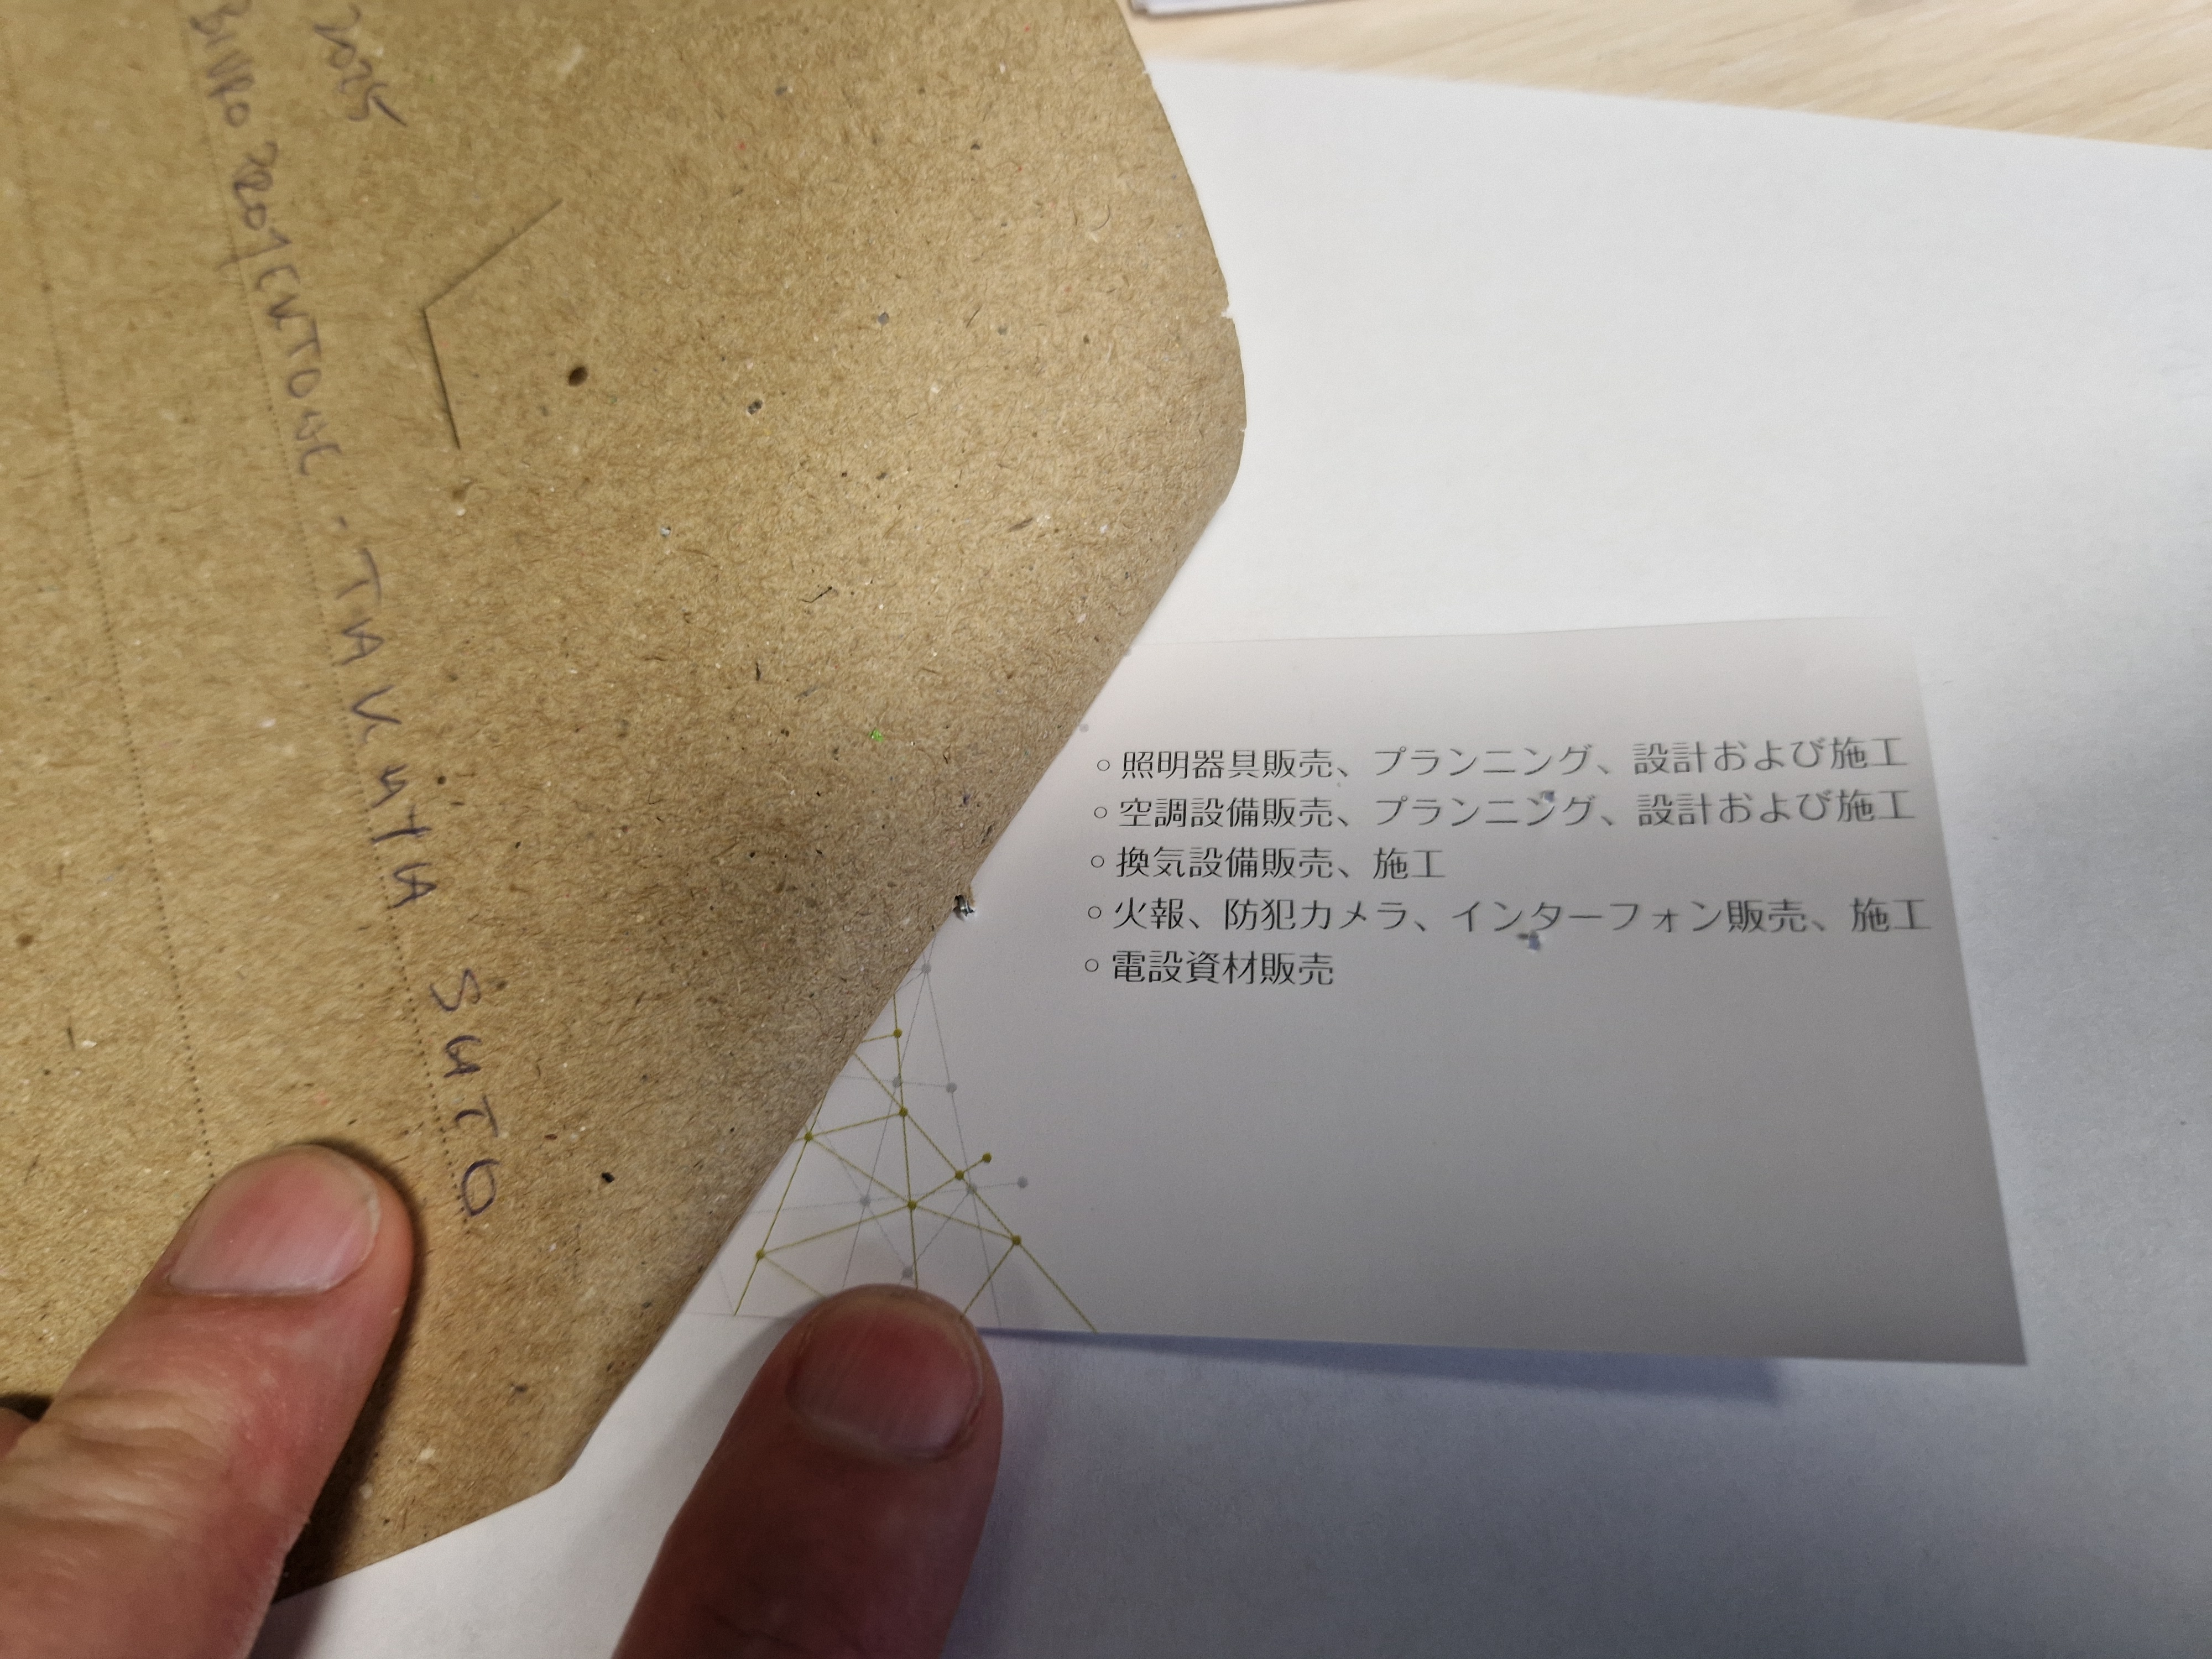 2025
TAKUYA SUTO
○ 照明器具販売、プランニング、設計および施工
○ 空調設備販売、プランニング、設計および施工
○ 換気設備販売、施工
○ 火報、防犯カメラ、インターフォン販売、施工
○ 電設資材販売